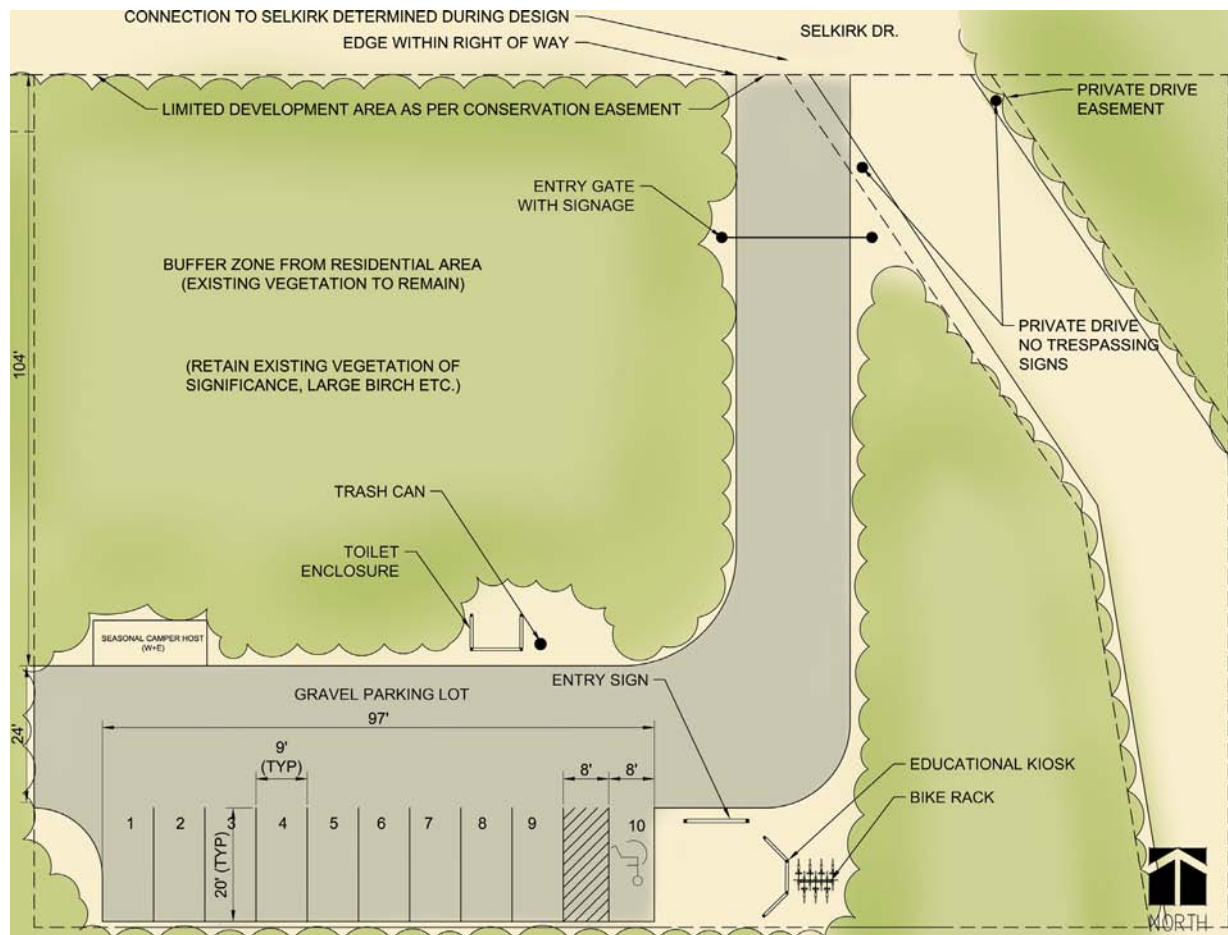 CONNECTION TO SELKIRK DETERMINED DURING DESIGN
SELKIRK DR.
EDGE WITHIN RIGHT OF WAY
LIMITED DEVELOPMENT AREA AS PER CONSERVATION EASEMENT
PRIVATE DRIVE
EASEMENT
ENTRY GATE
WITH SIGNAGE
BUFFER ZONE FROM RESIDENTIAL AREA
(EXISTING VEGETATION TO REMAIN)
PRIVATE DRIVE
NO TRESPASSING
SIGNS
104'
(RETAIN EXISTING VEGETATION OF
SIGNIFICANCE, LARGE BIRCH ETC.)
TRASH CAN
TOILET
ENCLOSURE
SEASONAL CAMPER HOST
(W+E)
ENTRY SIGN
GRAVEL PARKING LOT
97'
24'
9'
(TYP)
8'
8'
EDUCATIONAL KIOSK
BIKE RACK
1
2
3
4
5
6
7
8
9
10
20' (TYP)
NORTH